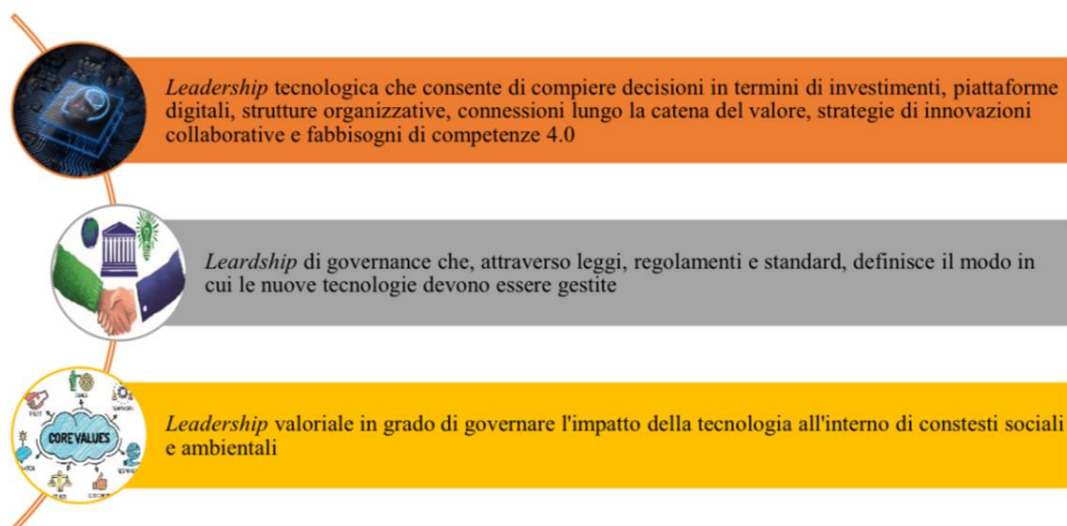 Leadership tecnologica che consente di compiere decisioni in termini di investimenti, piattaforme
digitali, strutture organizzative, connessioni lungo la catena del valore, strategie di innovazioni
collaborative e fabbisogni di competenze 4.0
Leardship di governance che, attraverso leggi, regolamenti e standard, definisce il modo in
cui le nuove tecnologie devono essere gestite
CORE VALUES
Leadership valoriale in grado di governare l'impatto della tecnologia all'interno di constesti sociali
e ambientali